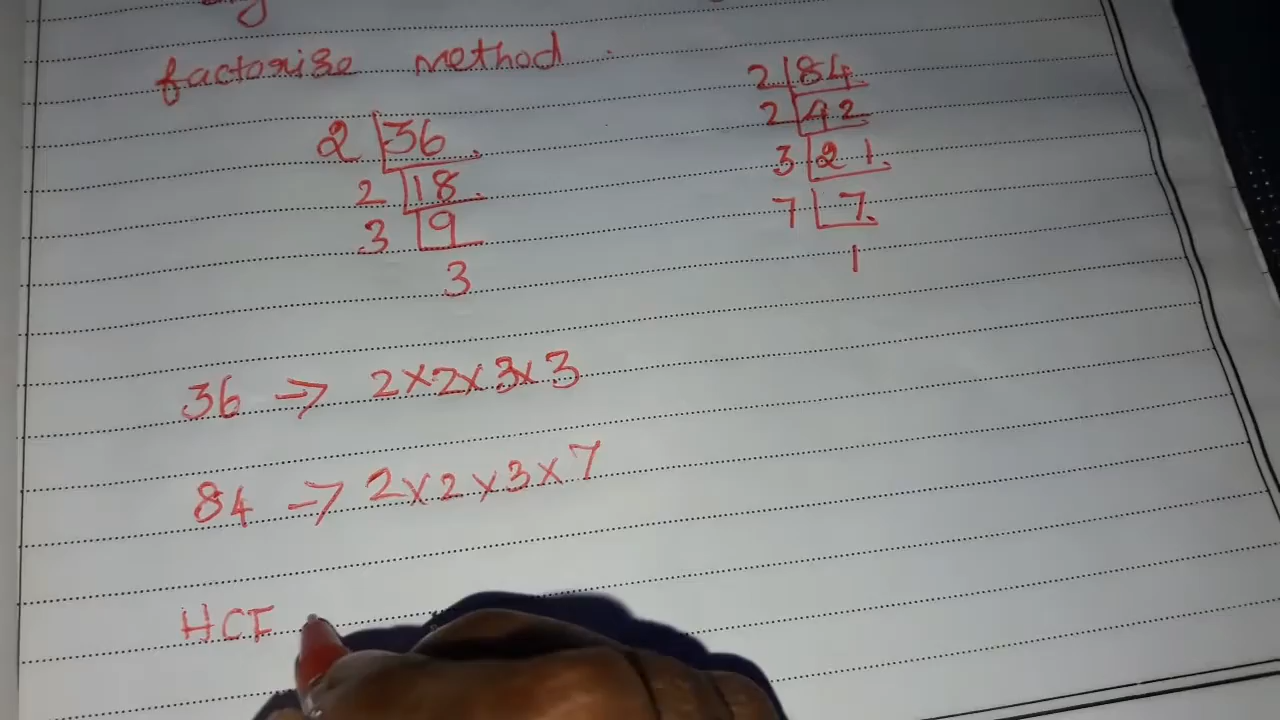 factorise method.
2 | 36
2 | 18
3 | 9
3
2 | 84
2 | 42
3 | 21
7 | 7
1
36 → 2×2×3×3
84 → 2×2×3×7
HCF